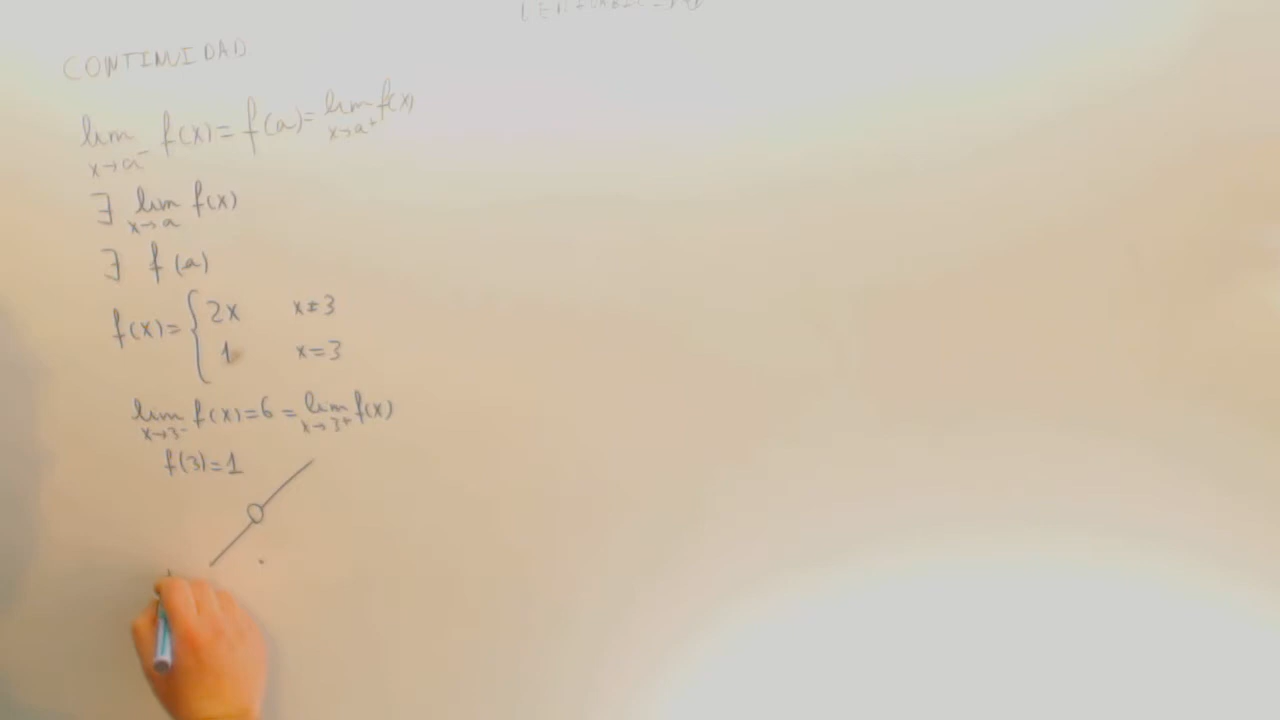 CONTINUIDAD
lim x→a⁻ f(x) = f(a) = lim x→a⁺ f(x)
∃ lim x→a f(x)
∃ f(a)
f(x) = { 2x x≠3
1 x=3
lim x→3⁻ f(x) = 6 = lim x→3⁺ f(x)
f(3) = 1